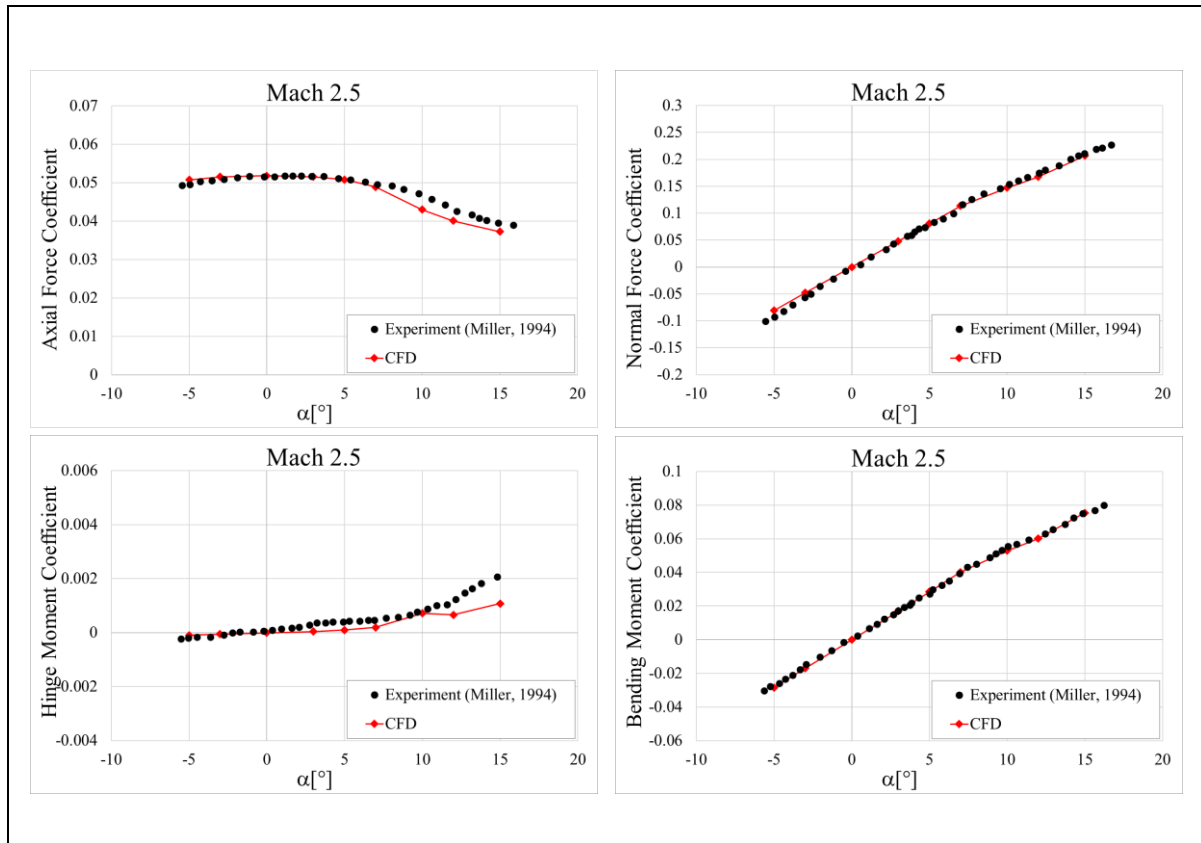 Mach 2.5
Axial Force Coefficient
0.07
0.06
0.05
0.04
0.03
0.02
0.01
0
Experiment (Miller, 1994)
CFD
-10 -5 0 5 10 15 20
α[°]
Mach 2.5
Normal Force Coefficient
0.3
0.25
0.2
0.15
0.1
0.05
0
-0.05
-0.1
-0.15
-0.2
Experiment (Miller, 1994)
CFD
-10 -5 0 5 10 15 20
α[°]
Mach 2.5
Hinge Moment Coefficient
0.006
0.004
0.002
0
-0.002
-0.004
Experiment (Miller, 1994)
CFD
-10 -5 0 5 10 15 20
α[°]
Mach 2.5
Bending Moment Coefficient
0.1
0.08
0.06
0.04
0.02
0
-0.02
-0.04
-0.06
Experiment (Miller, 1994)
CFD
-10 -5 0 5 10 15 20
α[°]